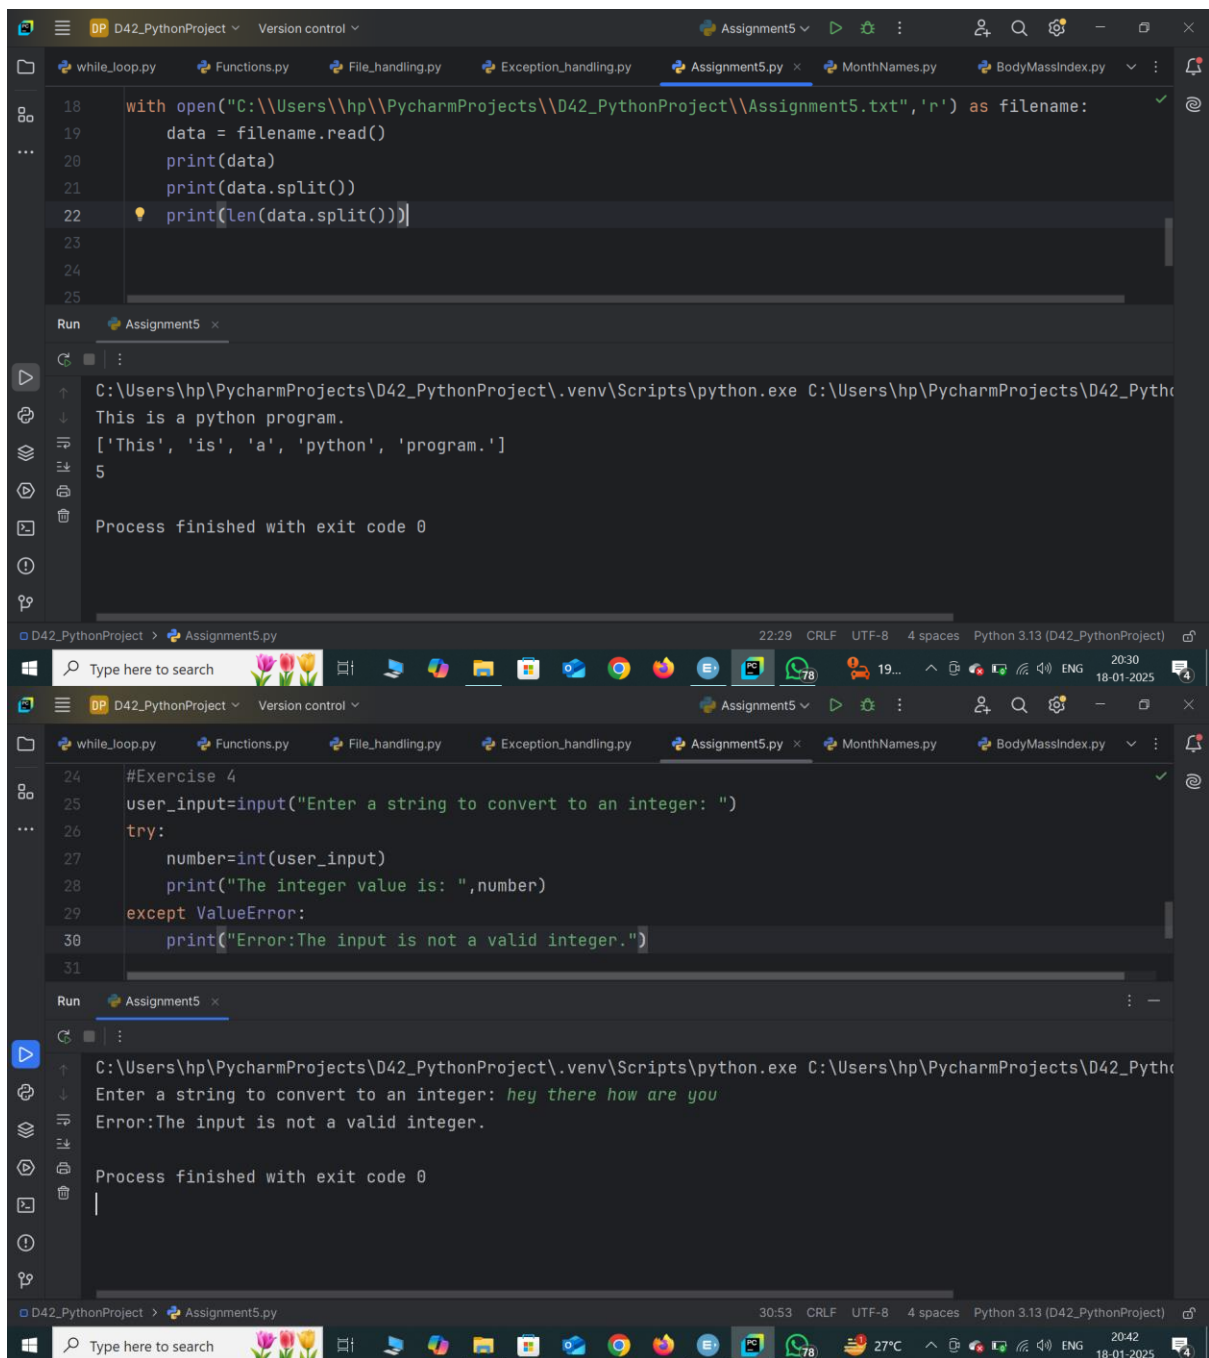 DP D42_PythonProject Version control Assignment5
while_loop.py Functions.py File_handling.py Exception_handling.py Assignment5.py MonthNames.py BodyMassIndex.py
18 with open("C:\\Users\\hp\\PycharmProjects\\D42_PythonProject\\Assignment5.txt",'r') as filename:
19 data = filename.read()
20 print(data)
21 print(data.split())
22 print(len(data.split()))
23
24
25
Run Assignment5
C:\Users\hp\PycharmProjects\D42_PythonProject\.venv\Scripts\python.exe C:\Users\hp\PycharmProjects\D42_Pytho
This is a python program.
['This', 'is', 'a', 'python', 'program.']
5
Process finished with exit code 0
D42_PythonProject > Assignment5.py 22:29 CRLF UTF-8 4 spaces Python 3.13 (D42_PythonProject)
Type here to search 78 19... ENG 20:30 18-01-2025 4
DP D42_PythonProject Version control Assignment5
while_loop.py Functions.py File_handling.py Exception_handling.py Assignment5.py MonthNames.py BodyMassIndex.py
24 #Exercise 4
25 user_input=input("Enter a string to convert to an integer: ")
26 try:
27 number=int(user_input)
28 print("The integer value is: ",number)
29 except ValueError:
30 print("Error:The input is not a valid integer.")
31
Run Assignment5
C:\Users\hp\PycharmProjects\D42_PythonProject\.venv\Scripts\python.exe C:\Users\hp\PycharmProjects\D42_Pytho
Enter a string to convert to an integer: hey there how are you
Error:The input is not a valid integer.
Process finished with exit code 0
D42_PythonProject > Assignment5.py 30:53 CRLF UTF-8 4 spaces Python 3.13 (D42_PythonProject)
Type here to search 78 27°C ENG 20:42 18-01-2025 4